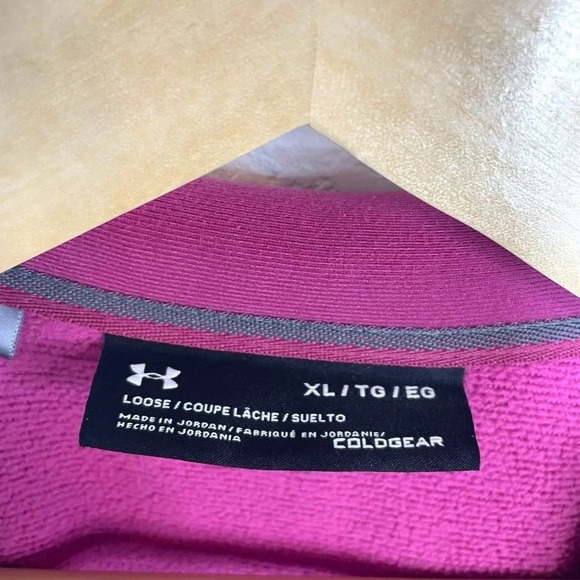 XL / TG / EG
LOOSE / COUPE LÂCHE / SUELTO
MADE IN JORDAN / FABRIQUÉ EN JORDANIE/
HECHO EN JORDANIA
COLDGEAR